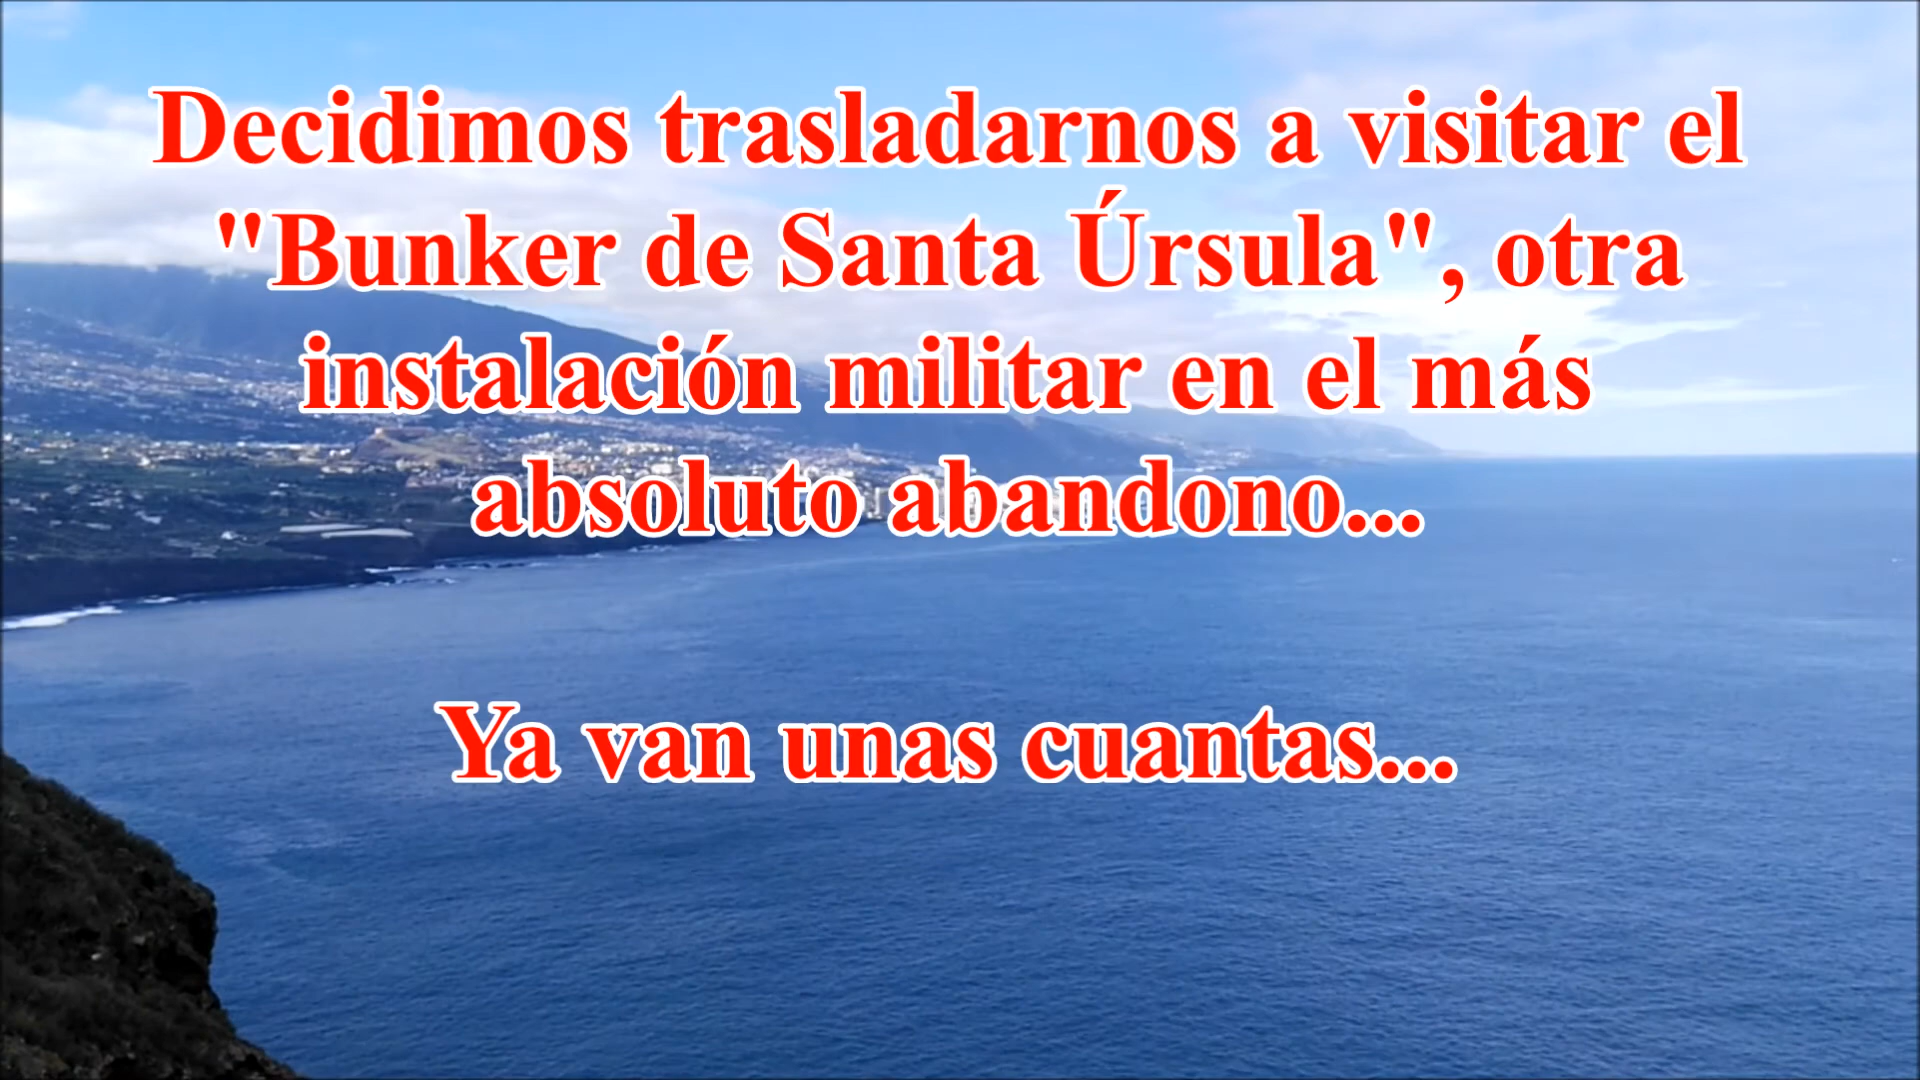 Decidimos trasladarnos a visitar el
"Bunker de Santa Úrsula", otra
instalación militar en el más
absoluto abandono...
Ya van unas cuantas...